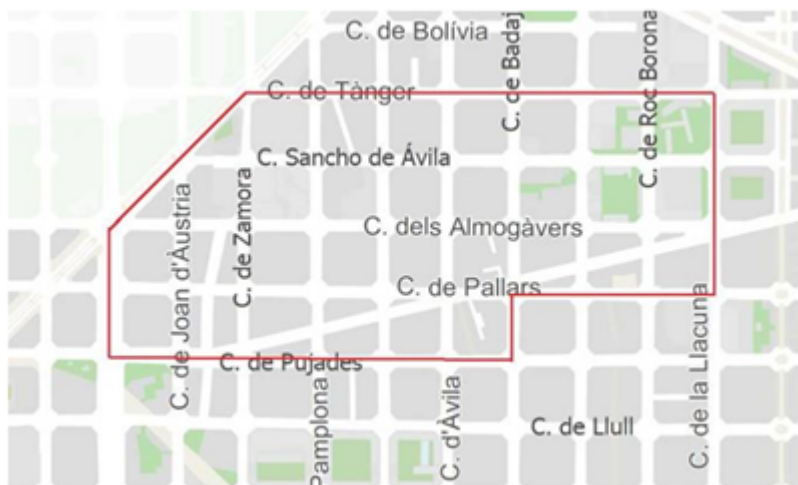 C. de Bolívia
C. de Badaj
C. de Roc Borona
C. de Tànger
C. Sancho de Ávila
C. de Joan d'Àustria
C. de Zamora
C. dels Almogàvers
C. de Pallars
C. de la Llacuna
C. de Pujades
Pamplona
C. d'Àvila
C. de Llull